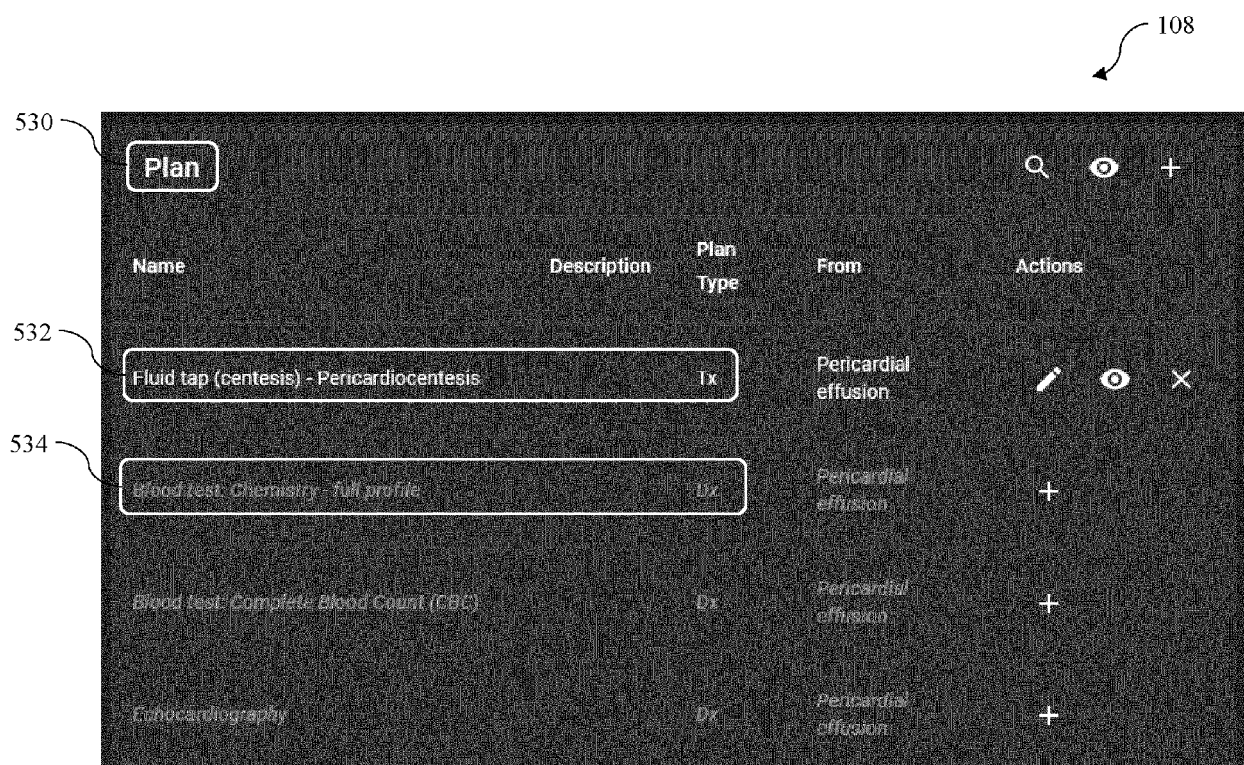 108
530
Plan
Name Description Plan Type From Actions
532
Fluid tap (centesis) - Pericardiocentesis Tx Pericardial
effusion
534
Blood test: Chemistry - full profile Dx Pericardial
effusion
Blood test: Complete Blood Count (CBC) Dx Pericardial
effusion
Echocardiography Dx Pericardial
effusion